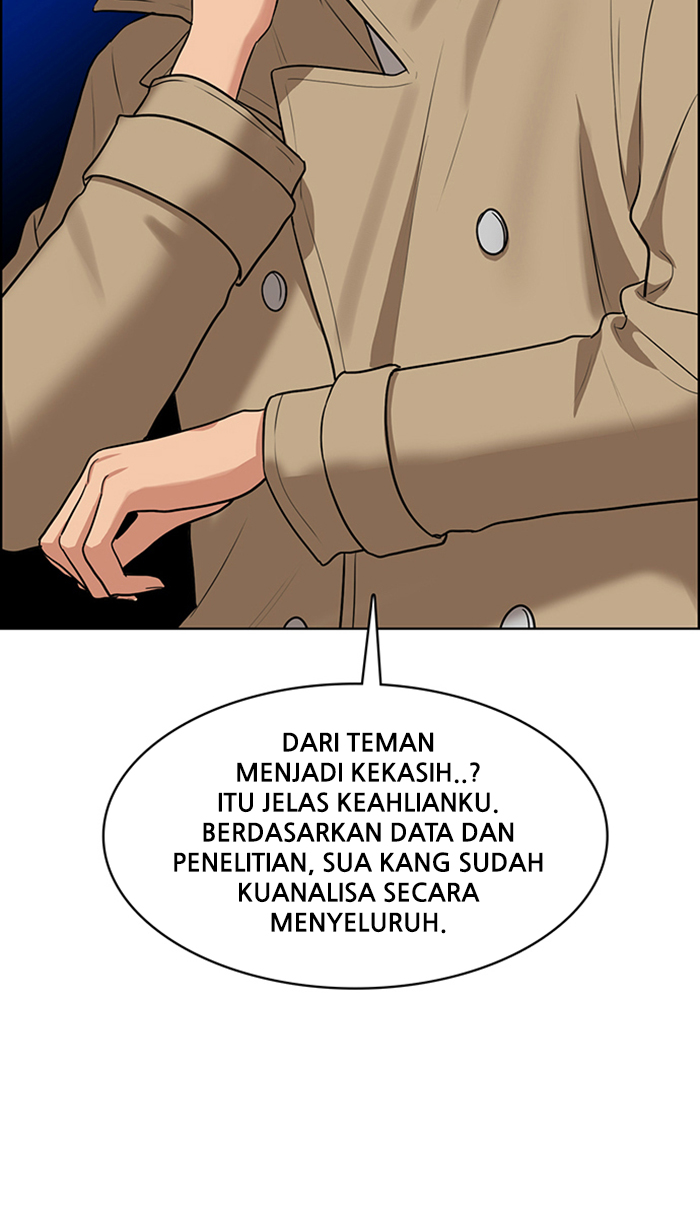 DARI TEMAN
MENJADI KEKASIH..?
ITU JELAS KEAHLIANKU.
BERDASARKAN DATA DAN
PENELITIAN, SUA KANG SUDAH
KUANALISA SECARA
MENYELURUH.